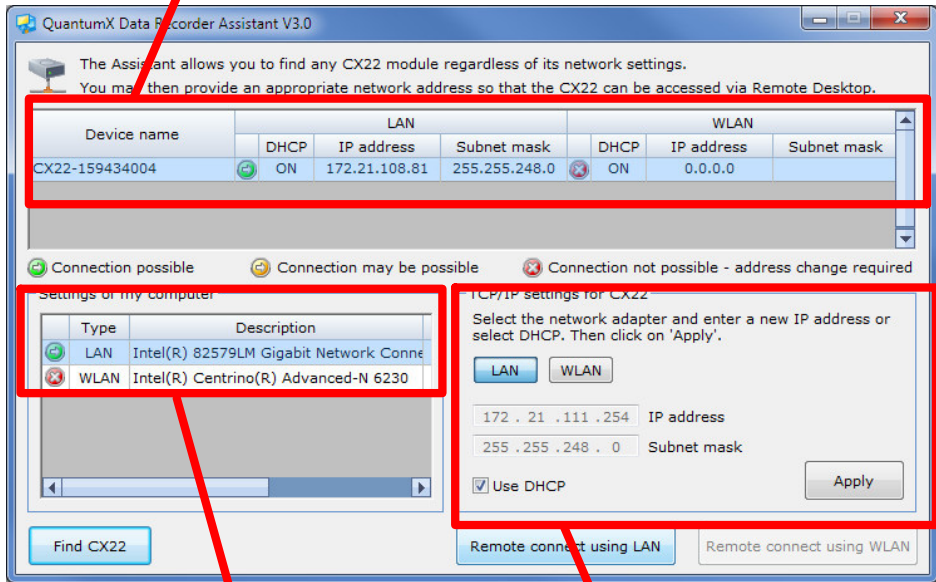 QuantumX Data Recorder Assistant V3.0
The Assistant allows you to find any CX22 module regardless of its network settings.
You may then provide an appropriate network address so that the CX22 can be accessed via Remote Desktop.
Device name LAN WLAN
DHCP IP address Subnet mask DHCP IP address Subnet mask
CX22-159434004 ON 172.21.108.81 255.255.248.0 ON 0.0.0.0
Connection possible Connection may be possible Connection not possible - address change required
Settings of my computer
Type Description
LAN Intel(R) 82579LM Gigabit Network Conne
WLAN Intel(R) Centrino(R) Advanced-N 6230
TCP/IP settings for CX22
Select the network adapter and enter a new IP address or
select DHCP. Then click on 'Apply'.
LAN WLAN
172 . 21 .111 .254 IP address
255 .255 .248 . 0 Subnet mask
Use DHCP
Apply
Find CX22
Remote connect using LAN
Remote connect using WLAN